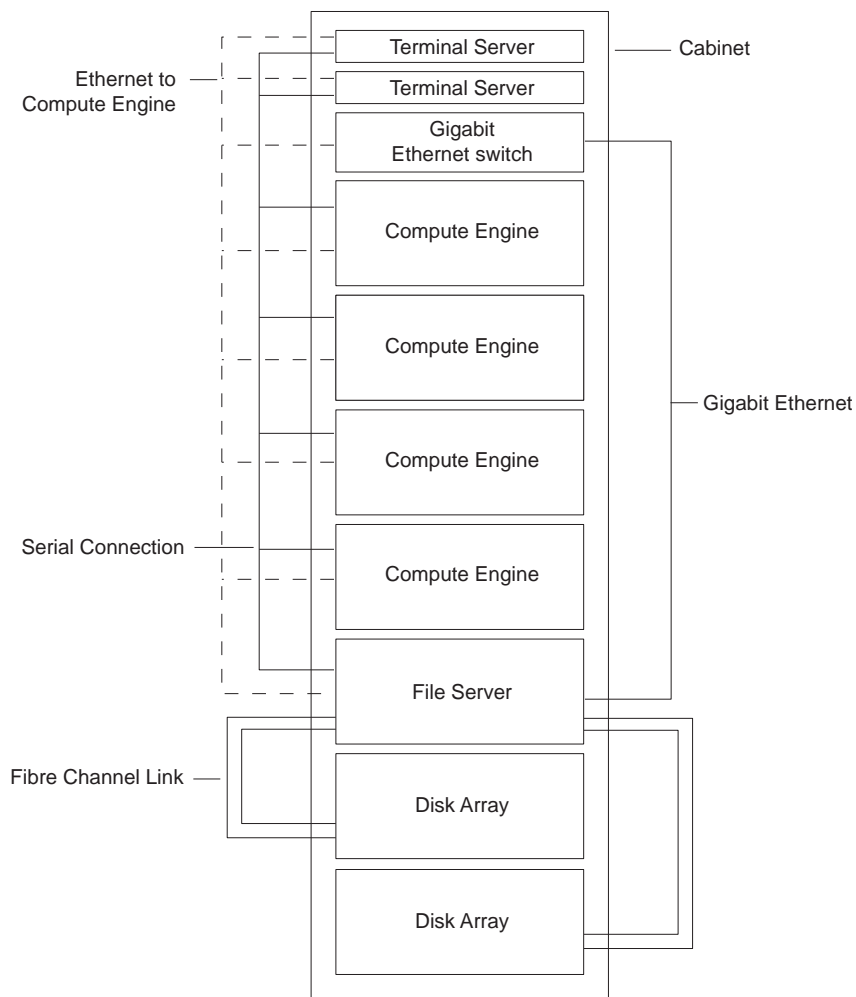 Terminal Server
Cabinet
Ethernet to
Compute Engine
Terminal Server
Gigabit
Ethernet switch
Compute Engine
Compute Engine
Gigabit Ethernet
Compute Engine
Serial Connection
Compute Engine
File Server
Fibre Channel Link
Disk Array
Disk Array